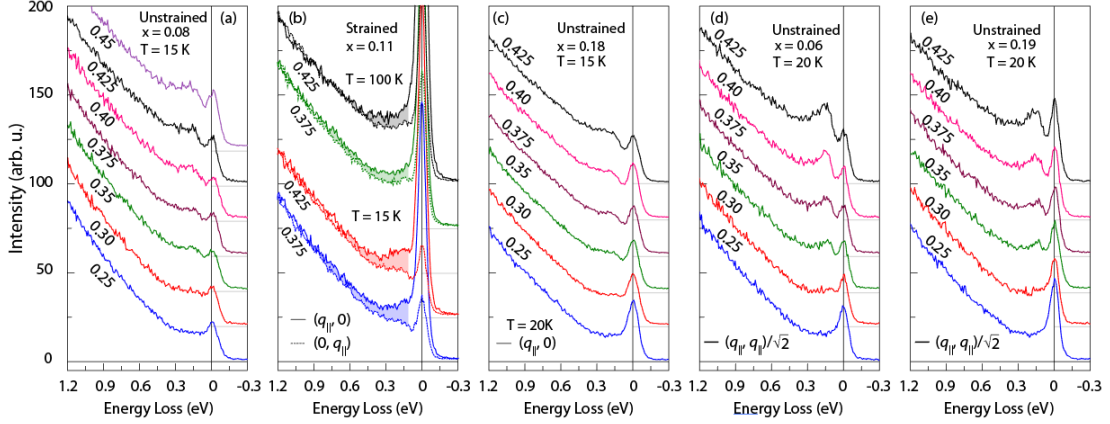 200
150
100
50
0
Intensity (arb. u.)
Unstrained (a)
x = 0.08
T = 15 K
0.45
0.425
0.40
0.375
0.35
0.30
0.25
1.2 0.9 0.6 0.3 0 -0.3
Energy Loss (eV)
(b) Strained
x = 0.11
T = 100 K
0.425
0.375
T = 15 K
0.425
0.375
(q||, 0)
(0, q||)
1.2 0.9 0.6 0.3 0 -0.3
Energy Loss (eV)
(c) Unstrained
x = 0.18
T = 15 K
0.425
0.40
0.375
0.35
0.30
0.25
T = 20K
(q||, 0)
1.2 0.9 0.6 0.3 0 -0.3
Energy Loss (eV)
(d) Unstrained
x = 0.06
T = 20 K
0.425
0.40
0.375
0.35
0.30
0.25
(q||, q||)/√2
1.2 0.9 0.6 0.3 0 -0.3
Energy Loss (eV)
(e) Unstrained
x = 0.19
T = 20 K
0.425
0.40
0.375
0.35
0.30
0.25
(q||, q||)/√2
1.2 0.9 0.6 0.3 0 -0.3
Energy Loss (eV)